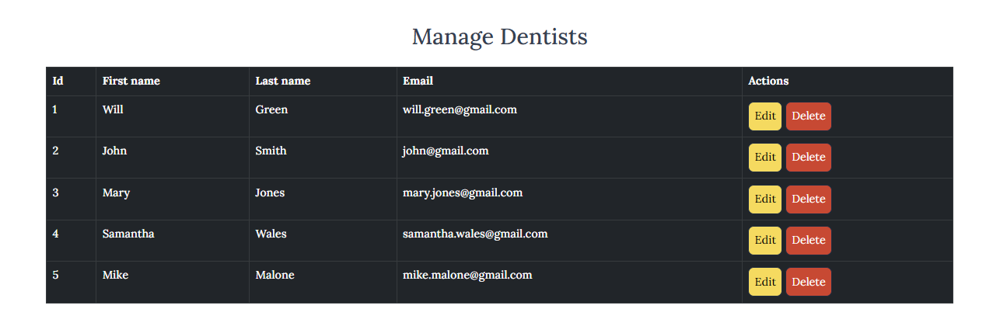 Manage Dentists
Id First name Last name Email Actions
1 Will Green will.green@gmail.com Edit Delete
2 John Smith john@gmail.com Edit Delete
3 Mary Jones mary.jones@gmail.com Edit Delete
4 Samantha Wales samantha.wales@gmail.com Edit Delete
5 Mike Malone mike.malone@gmail.com Edit Delete